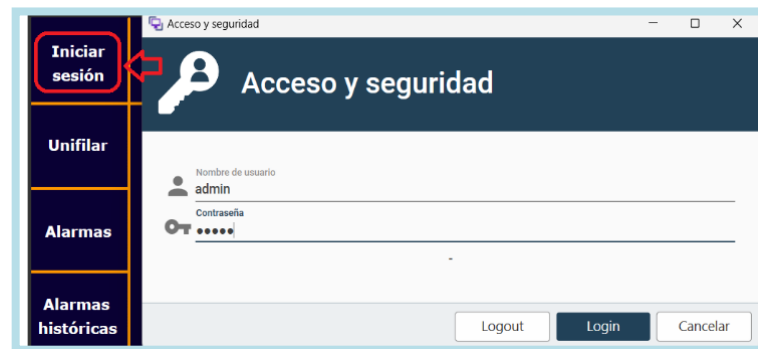 Iniciar
sesión
Unifilar
Alarmas
Alarmas
históricas
Acceso y seguridad
Acceso y seguridad
Nombre de usuario
admin
Contraseña
•••••
-
Logout
Login
Cancelar